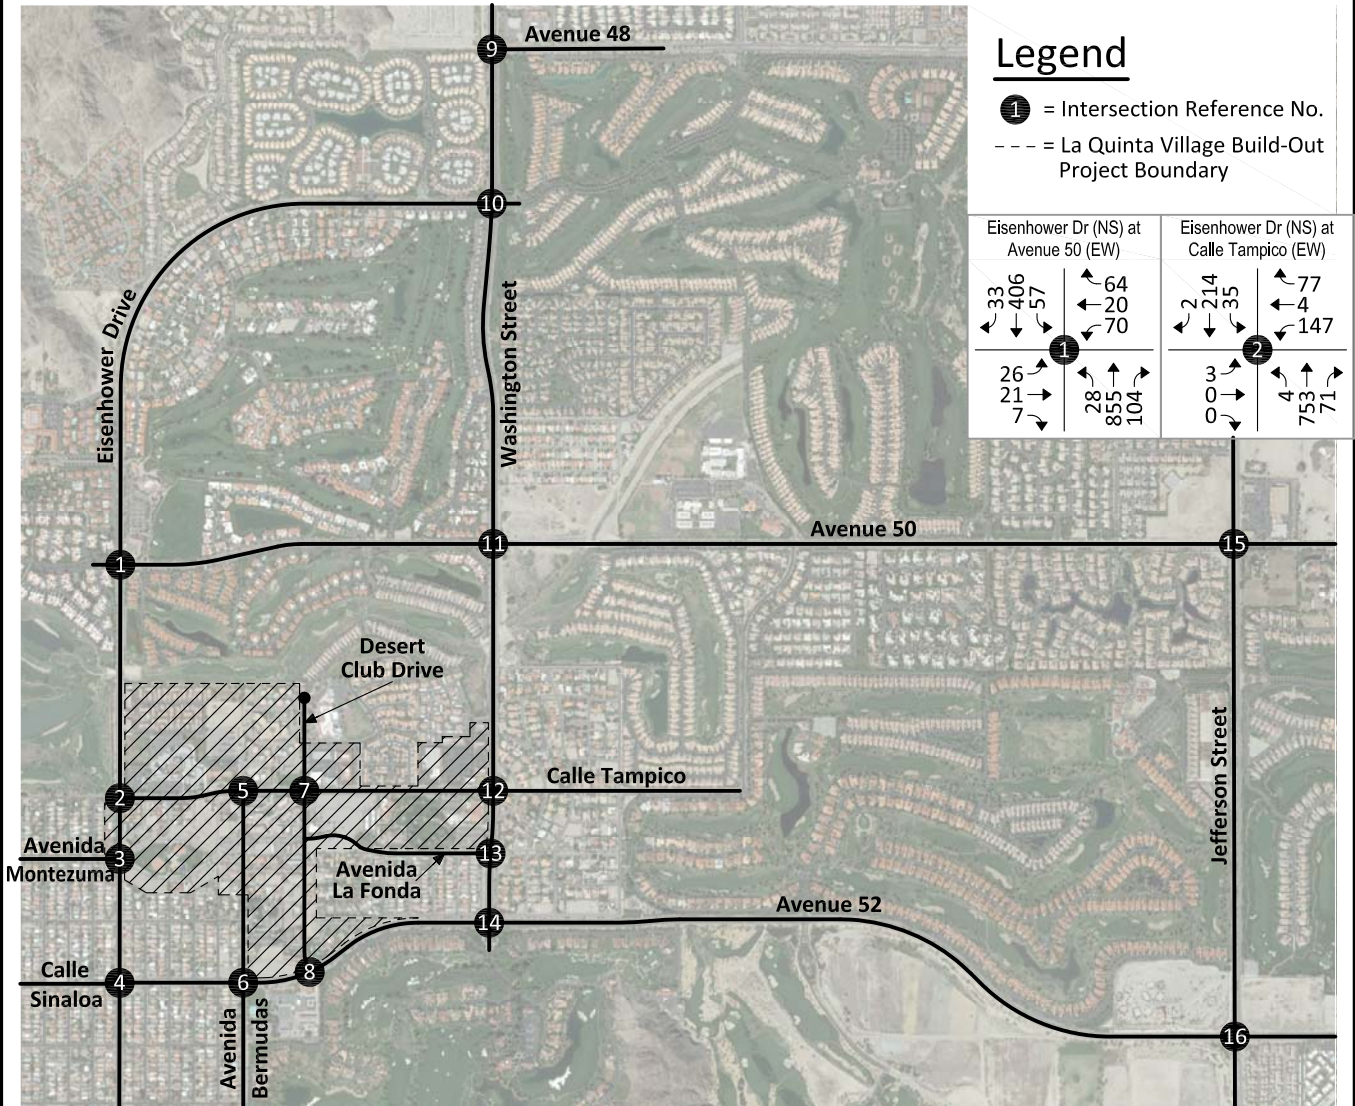 Avenue 48
9
Legend
1 = Intersection Reference No.
= La Quinta Village Build-Out
Project Boundary
10
Eisenhower Dr (NS) at
Avenue 50 (EW)
33
406
57
64
20
70
1
26
21
7
28
855
104
Eisenhower Dr (NS) at
Calle Tampico (EW)
2
214
35
77
4
147
2
3
0
0
4
753
71
Eisenhower Drive
Washington Street
Avenue 50
11
15
1
Desert
Club Drive
Jefferson Street
Calle Tampico
2
5
7
12
Avenida
Montezuma
3
Avenida
La Fonda
13
Avenue 52
14
Calle
Sinaloa
4
6
8
Avenida
Bermudas
16